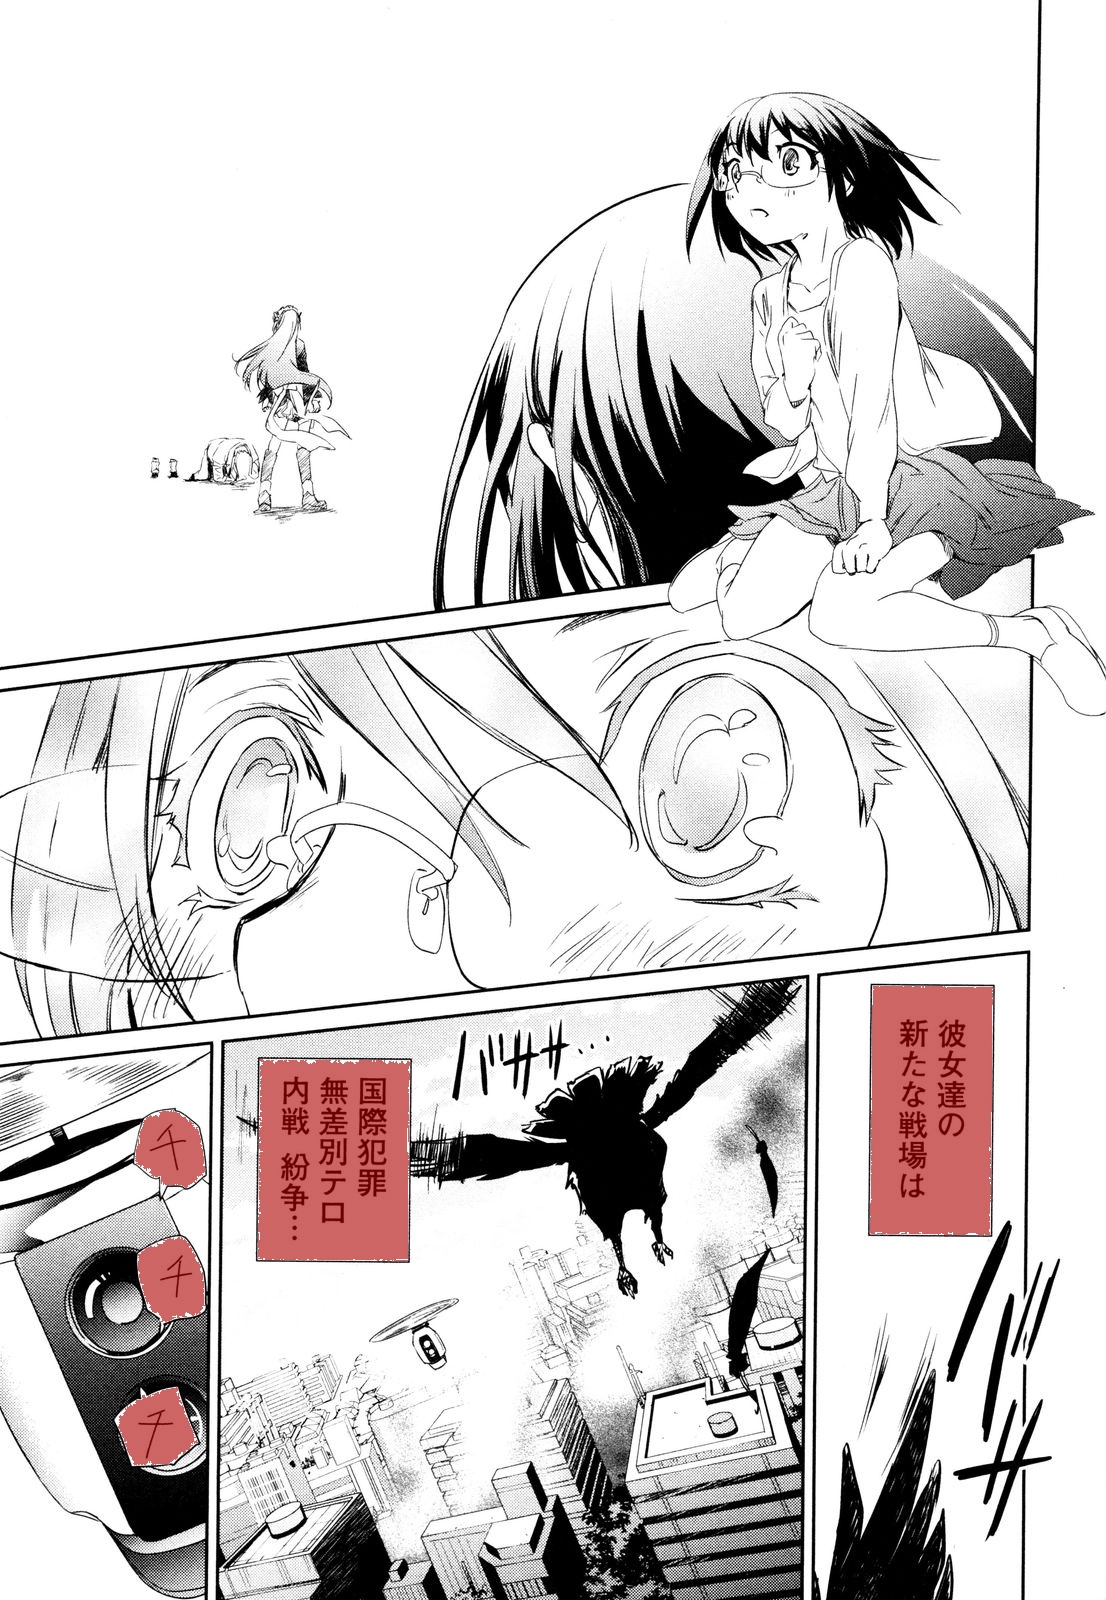 彼女達の
新たな戦場は
バサッ
バサ…
国際犯罪
無差別テロ
内戦 紛争…
チ
チ
チ